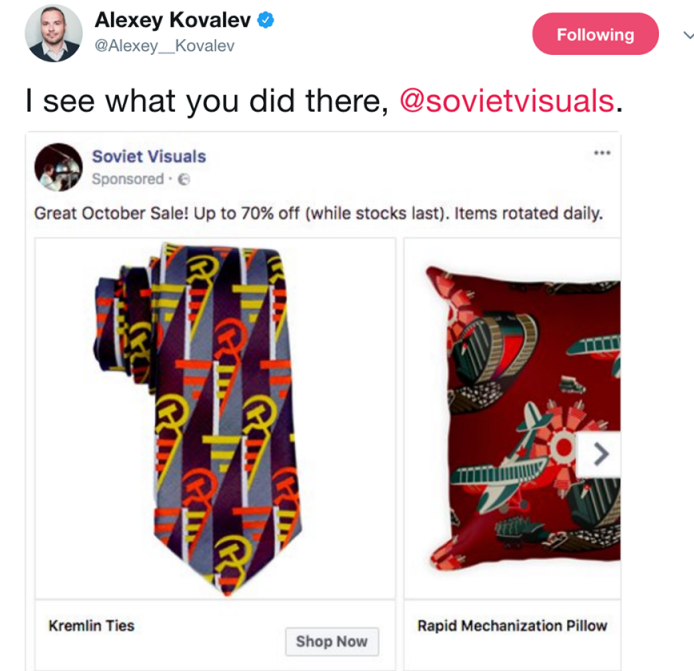 Alexey Kovalev
@Alexey__Kovalev
Following
I see what you did there, @sovietvisuals.
Soviet Visuals
Sponsored ·
Great October Sale! Up to 70% off (while stocks last). Items rotated daily.
Kremlin Ties
Shop Now
Rapid Mechanization Pillow